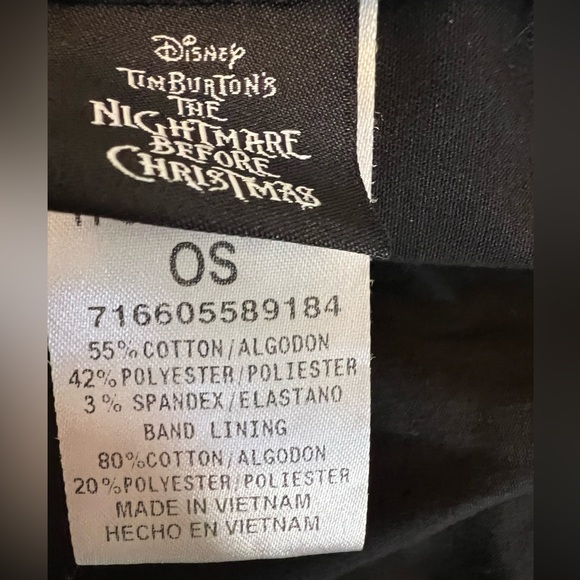 Disney
TIM BURTON'S
THE
NIGHTMARE
BEFORE
CHRISTMAS
OS
716605589184
55% COTTON/ALGODON
42% POLYESTER/POLIESTER
3% SPANDEX/ELASTANO
BAND LINING
80% COTTON/ALGODON
20% POLYESTER/POLIESTER
MADE IN VIETNAM
HECHO EN VIETNAM